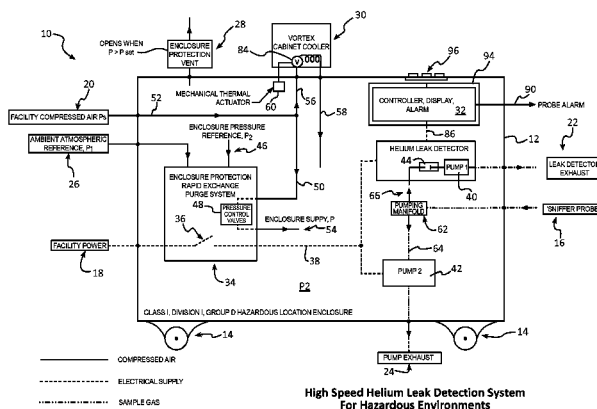 10
OPENS WHEN
P > P set
ENCLOSURE
PROTECTION
VENT
28
VORTEX
CABINET COOLER
30
84
V
96
94
MECHANICAL THERMAL
ACTUATOR
60
56
58
CONTROLLER, DISPLAY,
ALARM
32
90
PROBE ALARM
20
FACILITY COMPRESSED AIR Ps
52
86
12
22
AMBIENT ATMOSPHERIC
REFERENCE, P1
26
ENCLOSURE PRESSURE
REFERENCE, P2
46
HELIUM LEAK DETECTOR
44
PUMP 1
40
LEAK DETECTOR
EXHAUST
ENCLOSURE PROTECTION
RAPID EXCHANGE
PURGE SYSTEM
50
66
48
PRESSURE
CONTROL
VALVES
ENCLOSURE SUPPLY, P
54
PUMPING
MANIFOLD
62
'SNIFFER PROBE
16
36
FACILITY POWER
18
38
64
34
P2
PUMP 2
42
CLASS I, DIVISION I, GROUP D HAZARDOUS LOCATION ENCLOSURE
14
14
COMPRESSED AIR
ELECTRICAL SUPPLY
SAMPLE GAS
PUMP EXHAUST
24
High Speed Helium Leak Detection System
For Hazardous Environments